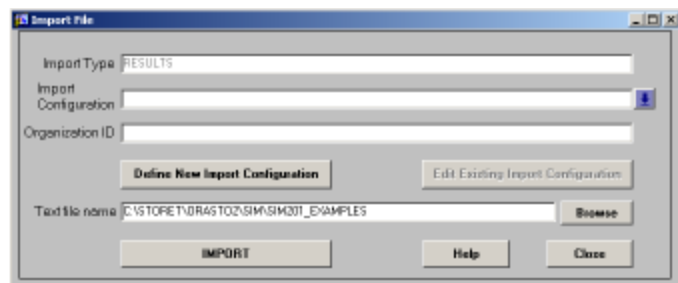 Import File
Import Type RESULTS
Import
Configuration
Organization ID
Define New Import Configuration Edit Existing Import Configuration
Text file name C:\STORET\ORASTO2\SIM\SIM201_EXAMPLES Browse
IMPORT Help Close